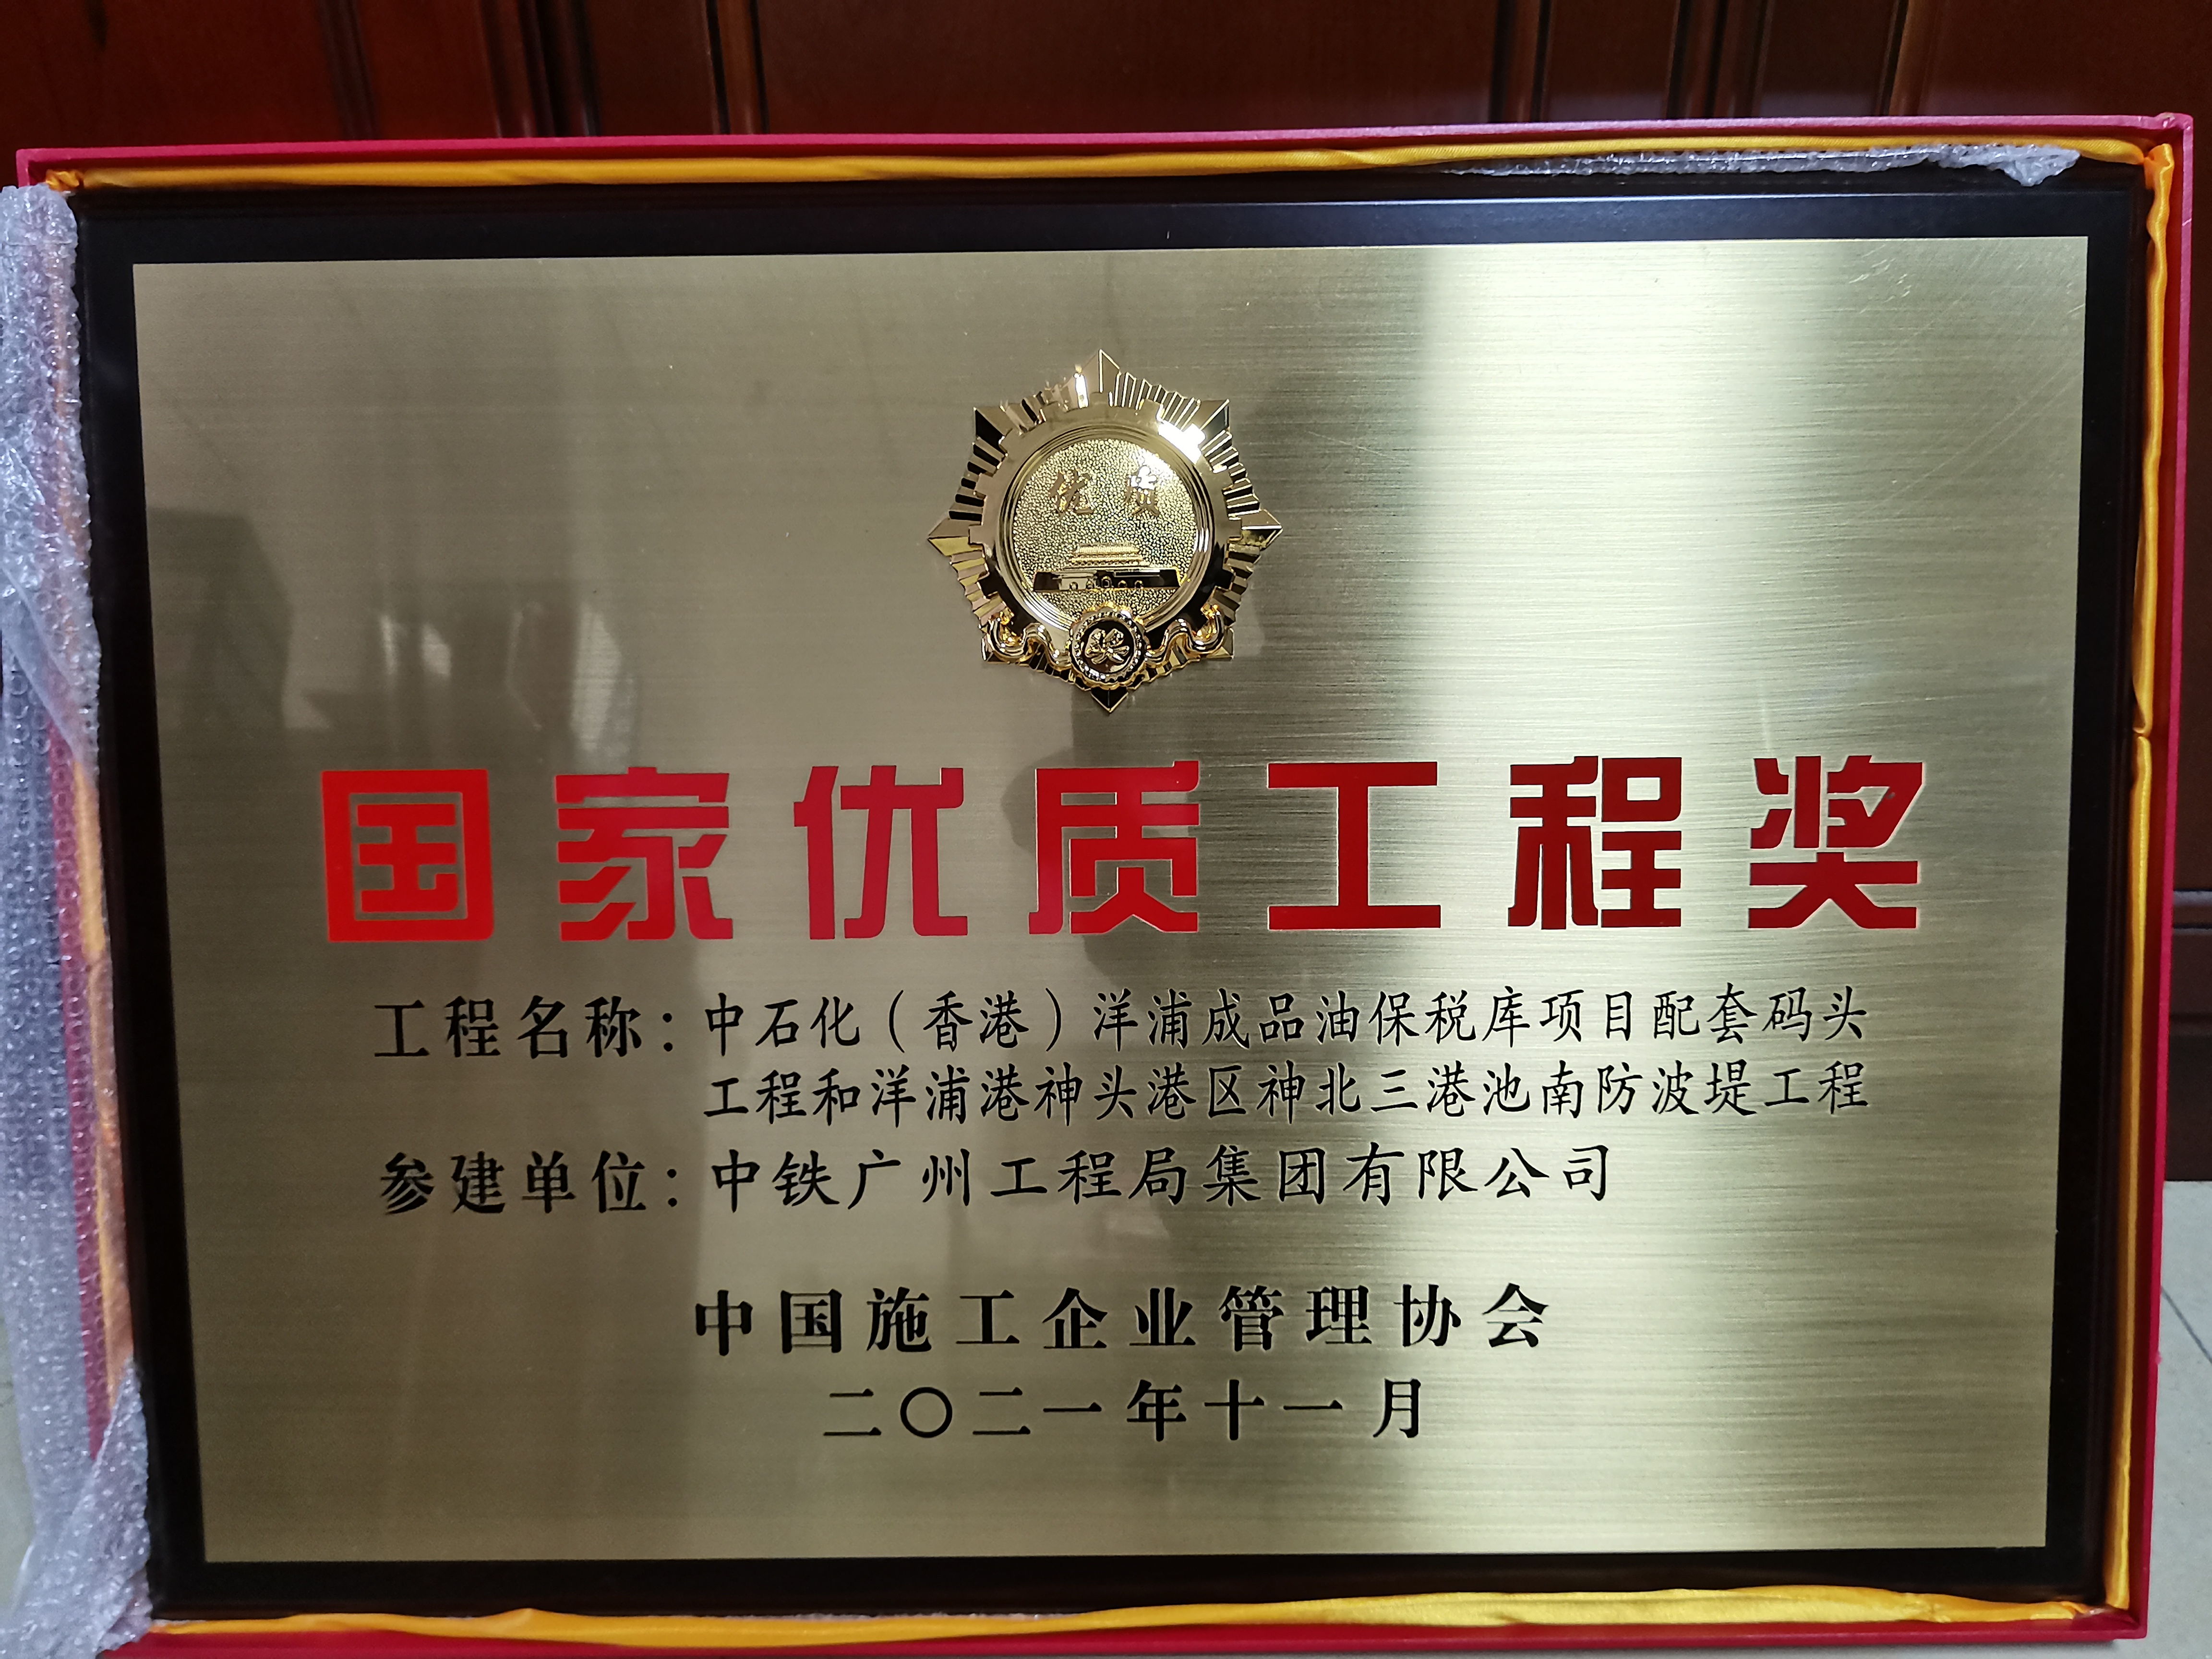 优质
奖
国家优质工程奖
工程名称：中石化（香港）洋浦成品油保税库项目配套码头
工程和洋浦港神头港区神北三港池南防波堤工程
参建单位：中铁广州工程局集团有限公司
中国施工企业管理协会
二〇二一年十一月